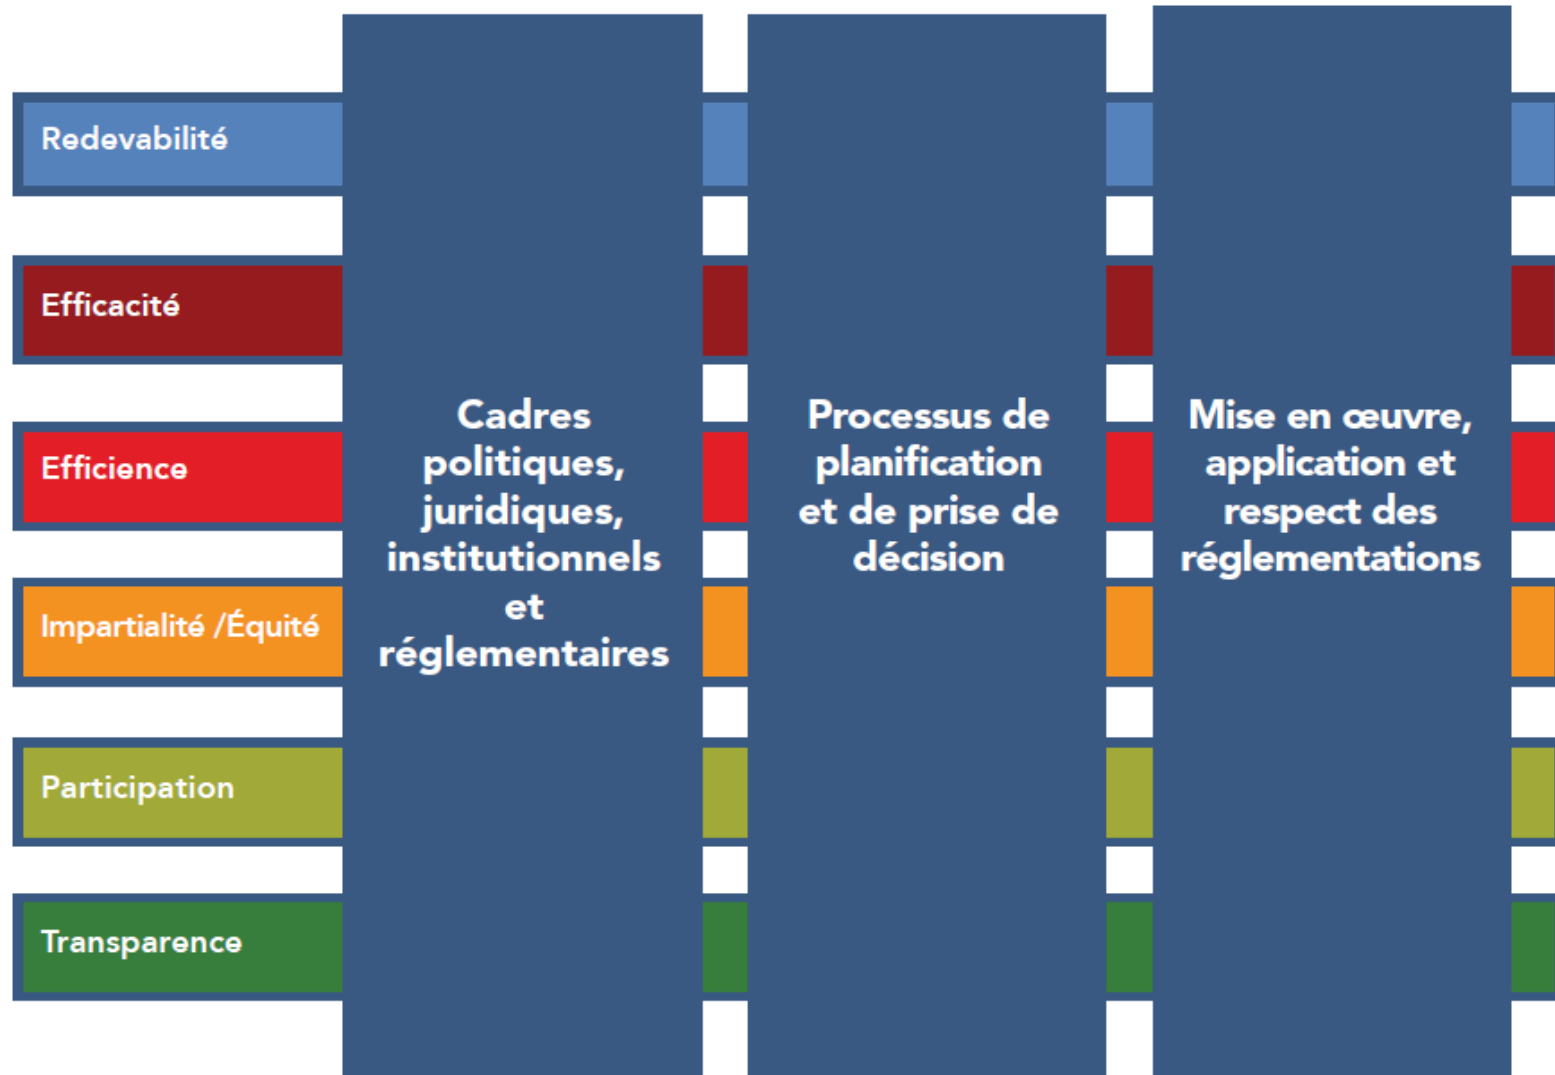 Redevabilité
Efficacité
Efficience
Impartialité /Équité
Participation
Transparence
Cadres
politiques,
juridiques,
institutionnels
et
réglementaires
Processus de
planification
et de prise de
décision
Mise en œuvre,
application et
respect des
réglementations